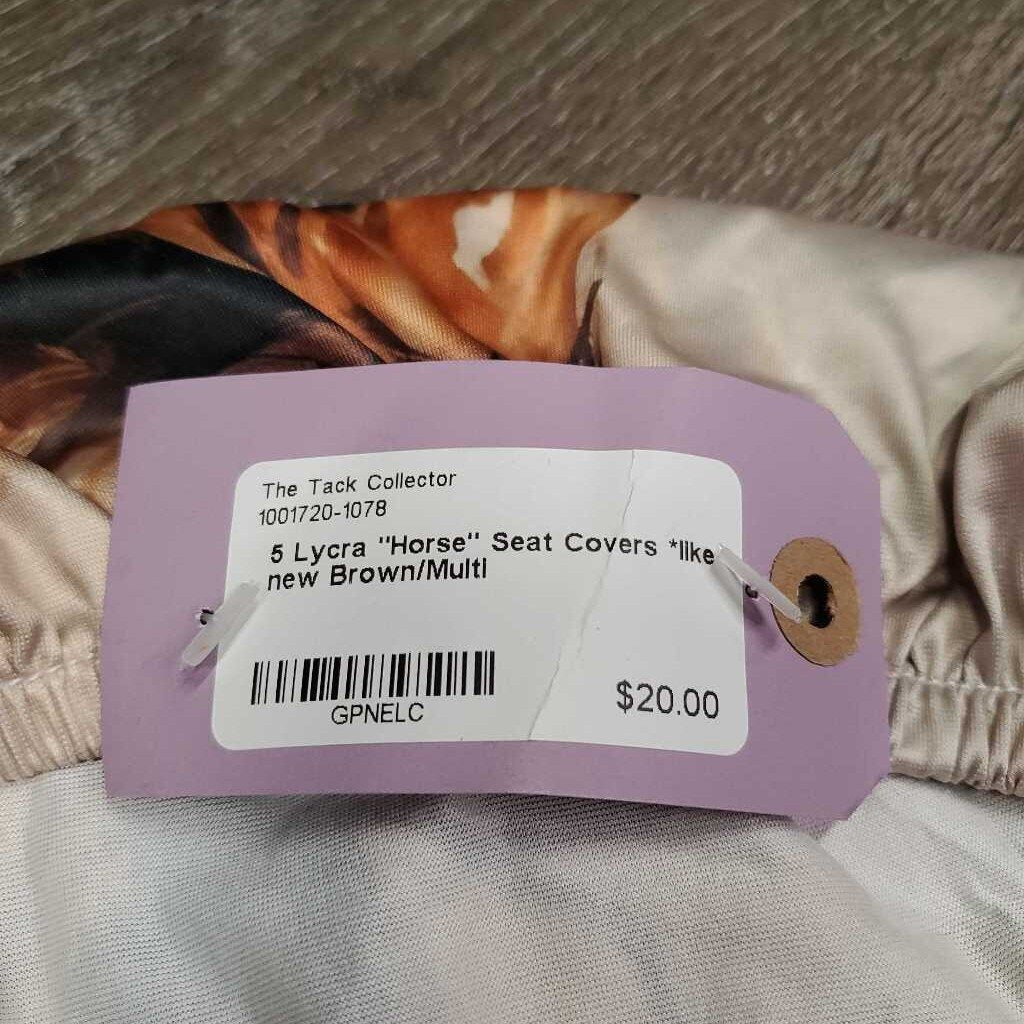 The Tack Collector
1001720-1078
5 Lycra "Horse" Seat Covers *like
new Brown/Multi
GPNELC
$20.00